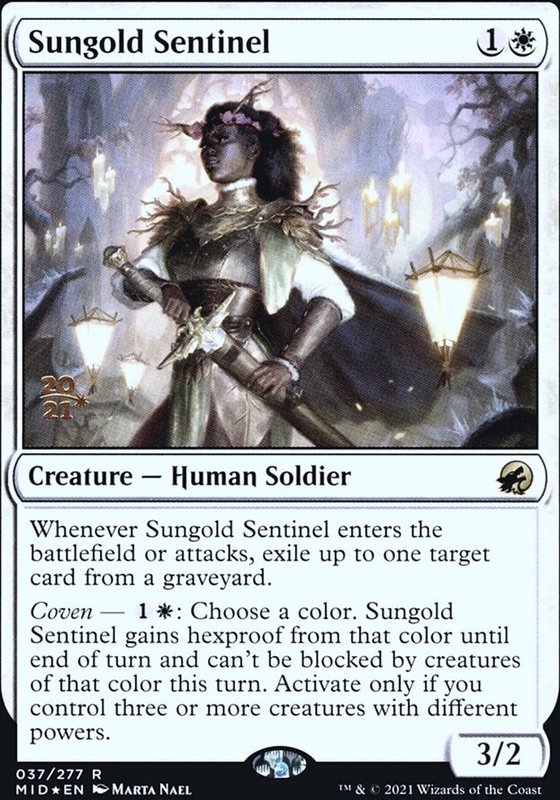 Sungold Sentinel 1
20
21
Creature — Human Soldier
Whenever Sungold Sentinel enters the
battlefield or attacks, exile up to one target
card from a graveyard.
Coven — 1 : Choose a color. Sungold
Sentinel gains hexproof from that color until
end of turn and can't be blocked by creatures
of that color this turn. Activate only if you
control three or more creatures with different
powers.
3/2
037/277 R
MID★EN Marta Nael
™ & © 2021 Wizards of the Coast